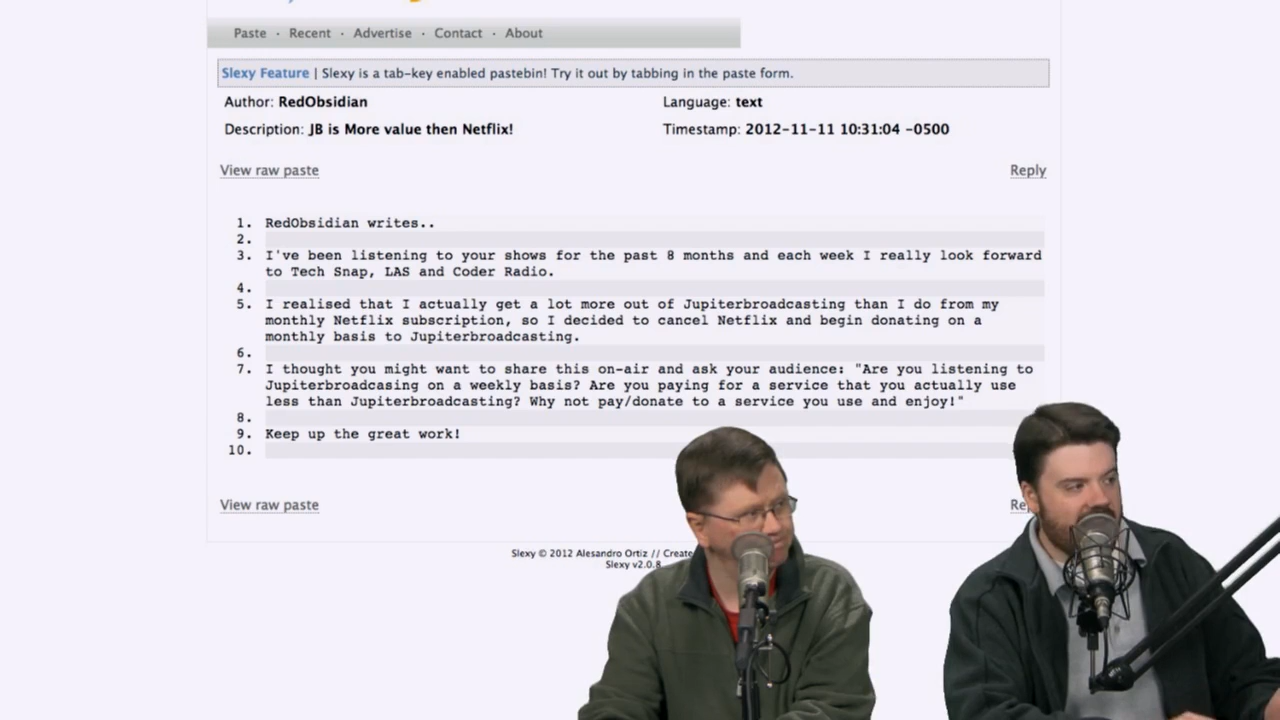 Paste · Recent · Advertise · Contact · About
Slexy Feature | Slexy is a tab-key enabled pastebin! Try it out by tabbing in the paste form.
Author: RedObsidian Language: text
Description: JB is More value then Netflix! Timestamp: 2012-11-11 10:31:04 -0500
View raw paste Reply
1. RedObsidian writes..
2.
3. I've been listening to your shows for the past 8 months and each week I really look forward
to Tech Snap, LAS and Coder Radio.
4.
5. I realised that I actually get a lot more out of Jupiterbroadcasting than I do from my
monthly Netflix subscription, so I decided to cancel Netflix and begin donating on a
monthly basis to Jupiterbroadcasting.
6.
7. I thought you might want to share this on-air and ask your audience: "Are you listening to
Jupiterbroadcasing on a weekly basis? Are you paying for a service that you actually use
less than Jupiterbroadcasting? Why not pay/donate to a service you use and enjoy!"
8.
9. Keep up the great work!
10.
View raw paste Re
Slexy © 2012 Alesandro Ortiz // Create
Slexy v2.0.8